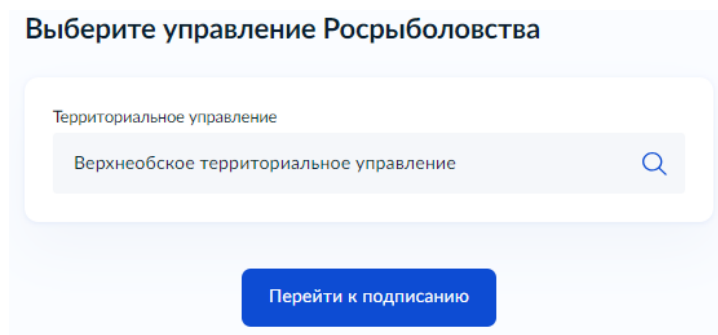 Выберите управление Росрыболовства
Территориальное управление
Верхнеобское территориальное управление
Перейти к подписанию